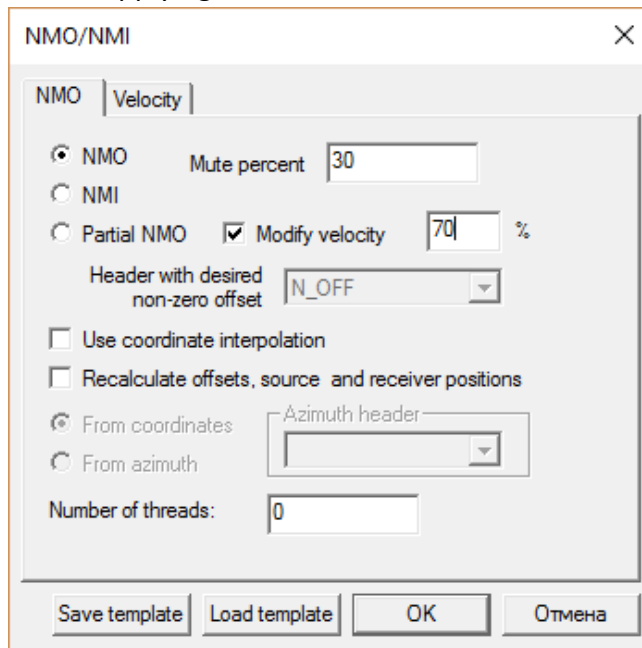 NMO/NMI
NMO Velocity
NMO Mute percent 30
NMI
Partial NMO Modify velocity 70 %
Header with desired
non-zero offset N_OFF
Use coordinate interpolation
Recalculate offsets, source and receiver positions
From coordinates Azimuth header
From azimuth
Number of threads: 0
Save template Load template OK Отмена